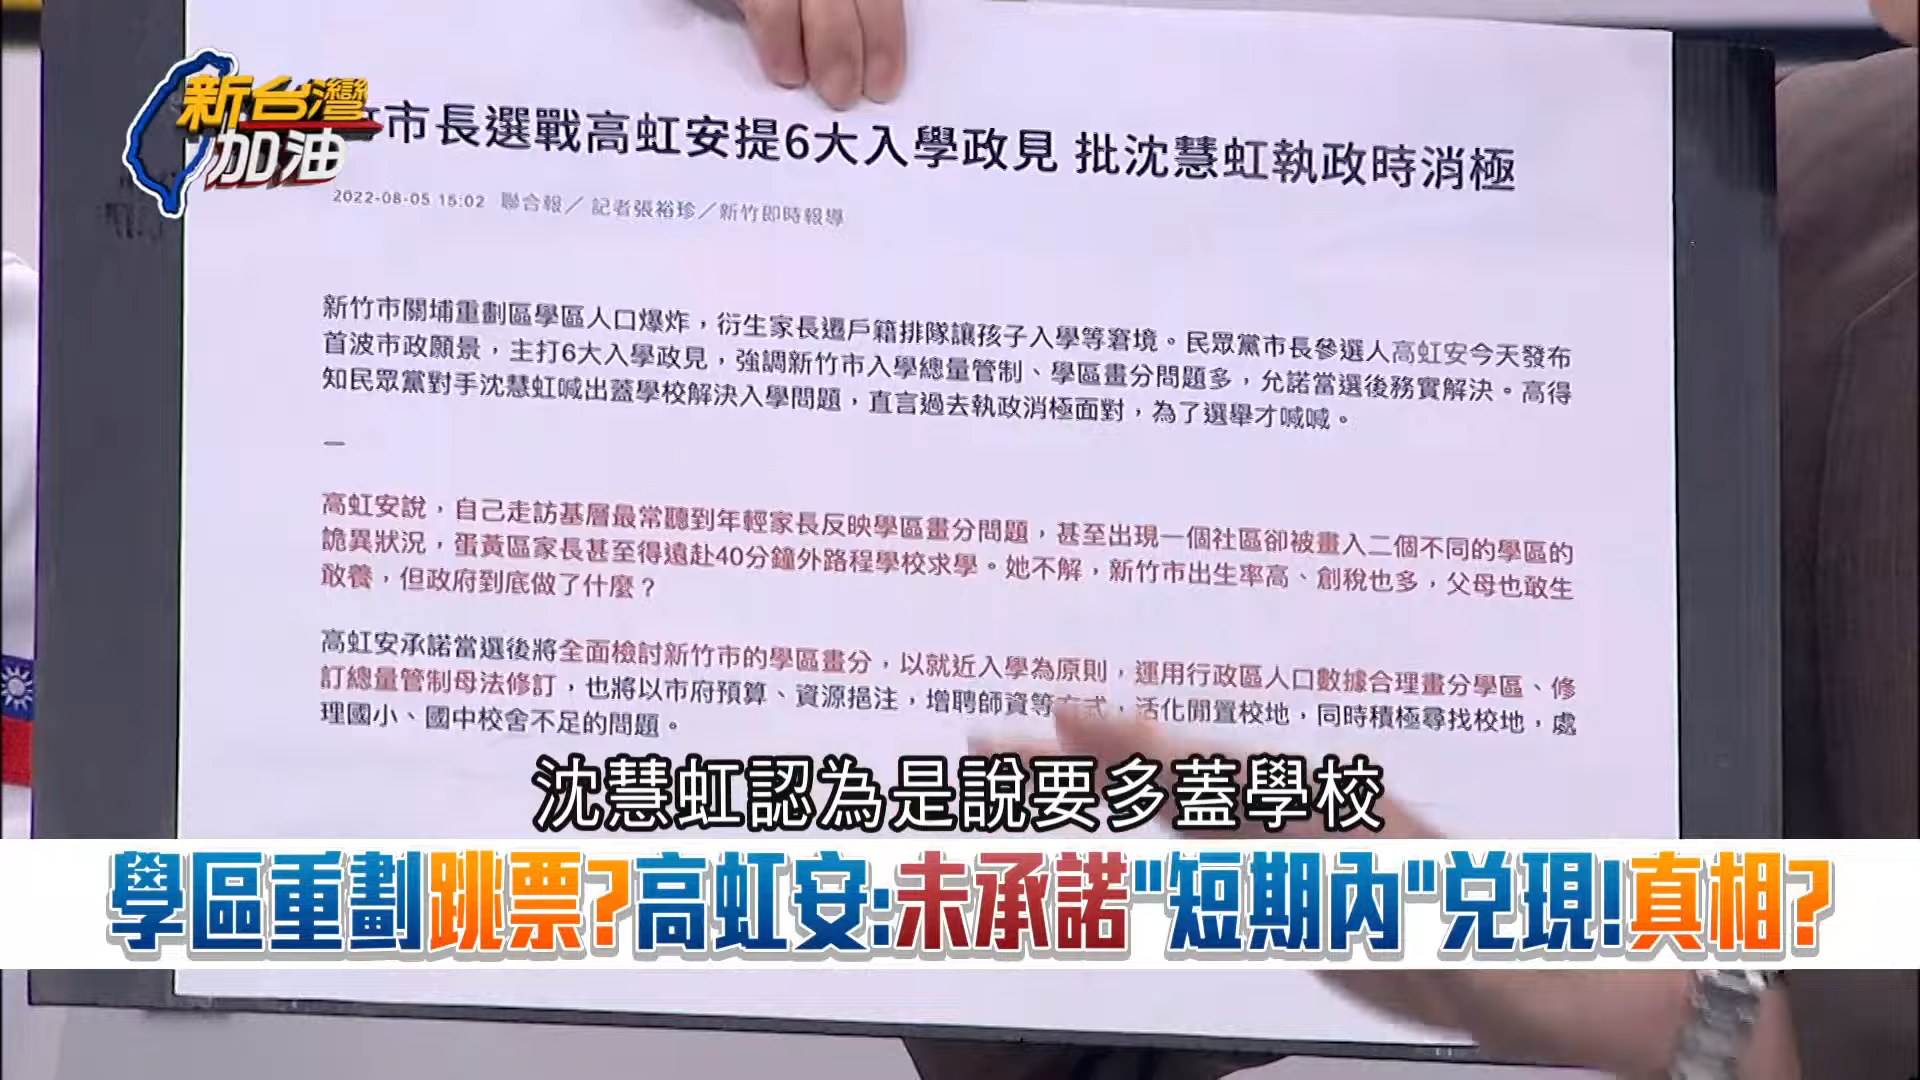 新台灣
加油
市長選戰高虹安提6大入學政見 批沈慧虹執政時消極
2022-08-05 15:02 聯合報／ 記者張裕珍／新竹即時報導
新竹市關埔重劃區學區人口爆炸，衍生家長遷戶籍排隊讓孩子入學等窘境。民眾黨市長參選人高虹安今天發布
首波市政願景，主打6大入學政見，強調新竹市入學總量管制、學區畫分問題多，允諾當選後務實解決。高得
知民眾黨對手沈慧虹喊出蓋學校解決入學問題，直言過去執政消極面對，為了選舉才喊喊。
—
高虹安說，自己走訪基層最常聽到年輕家長反映學區畫分問題，甚至出現一個社區卻被畫入二個不同的學區的
詭異狀況，蛋黃區家長甚至得遠赴40分鐘外路程學校求學。她不解，新竹市出生率高、創稅也多，父母也敢生
敢養，但政府到底做了什麼？
高虹安承諾當選後將全面檢討新竹市的學區畫分，以就近入學為原則，運用行政區人口數據合理畫分學區、修
訂總量管制母法修訂，也將以市府預算、資源挹注，增聘師資等方式，活化閒置校地，同時積極尋找校地，處
理國小、國中校舍不足的問題。
沈慧虹認為是說要多蓋學校
學區重劃跳票?高虹安:未承諾"短期內"兌現!真相?